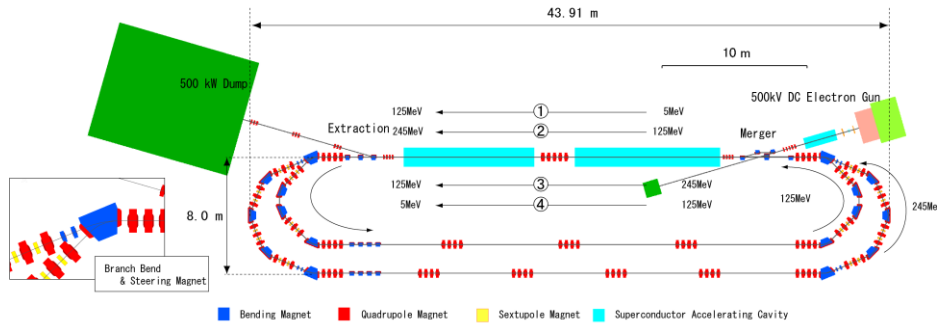 43.91 m
10 m
500 kW Dump
500kV DC Electron Gun
125MeV ① 5MeV
Extraction
245MeV ② 125MeV
Merger
125MeV ③ 245MeV
125MeV
5MeV ④ 125MeV
245Me
8.0 m
Branch Bend
& Steering Magnet
Bending Magnet
Quadrupole Magnet
Sextupole Magnet
Superconductor Accelerating Cavity